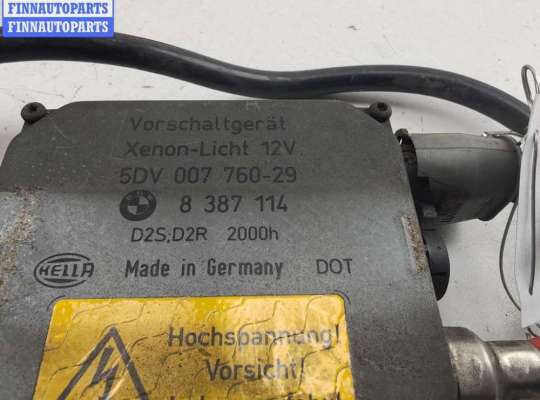 FINNAUTOPARTS
FINNAUTOPARTS
FINNAUTOPARTS
Vorschaltgerät
Xenon-Licht 12V
5DV 007 760-29
8 387 114
D2S,D2R 2000h
HELLA Made in Germany DOT
Hochspannung!
Vorsicht!